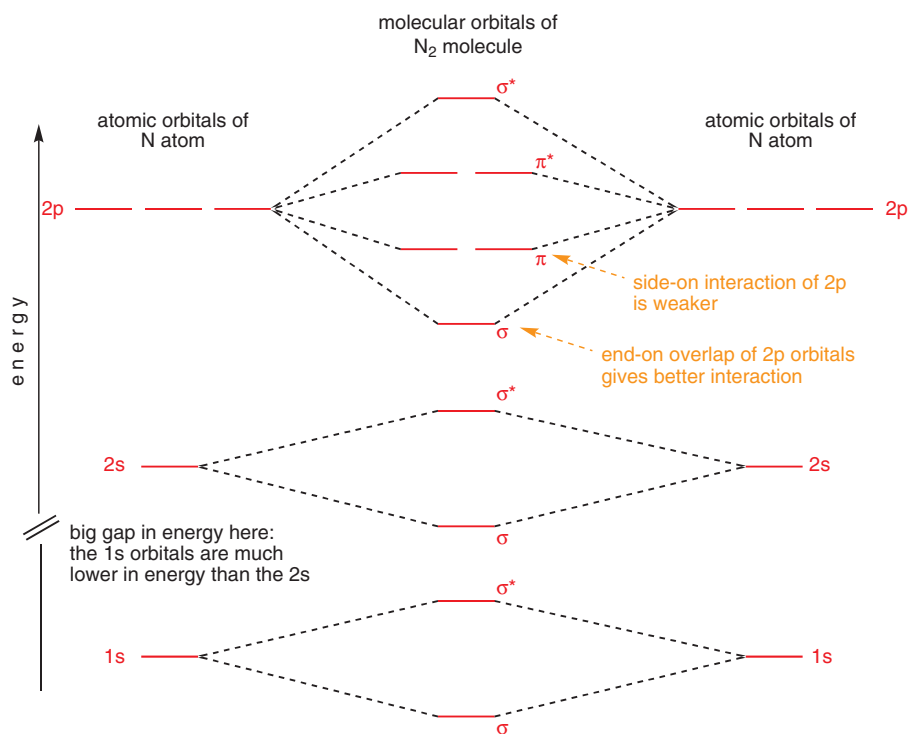 molecular orbitals of
N₂ molecule
σ*
atomic orbitals of
N atom
atomic orbitals of
N atom
π*
2p
2p
π
side-on interaction of 2p
is weaker
σ
end-on overlap of 2p orbitals
gives better interaction
energy
σ*
2s
2s
σ
big gap in energy here:
the 1s orbitals are much
lower in energy than the 2s
σ*
1s
1s
σ